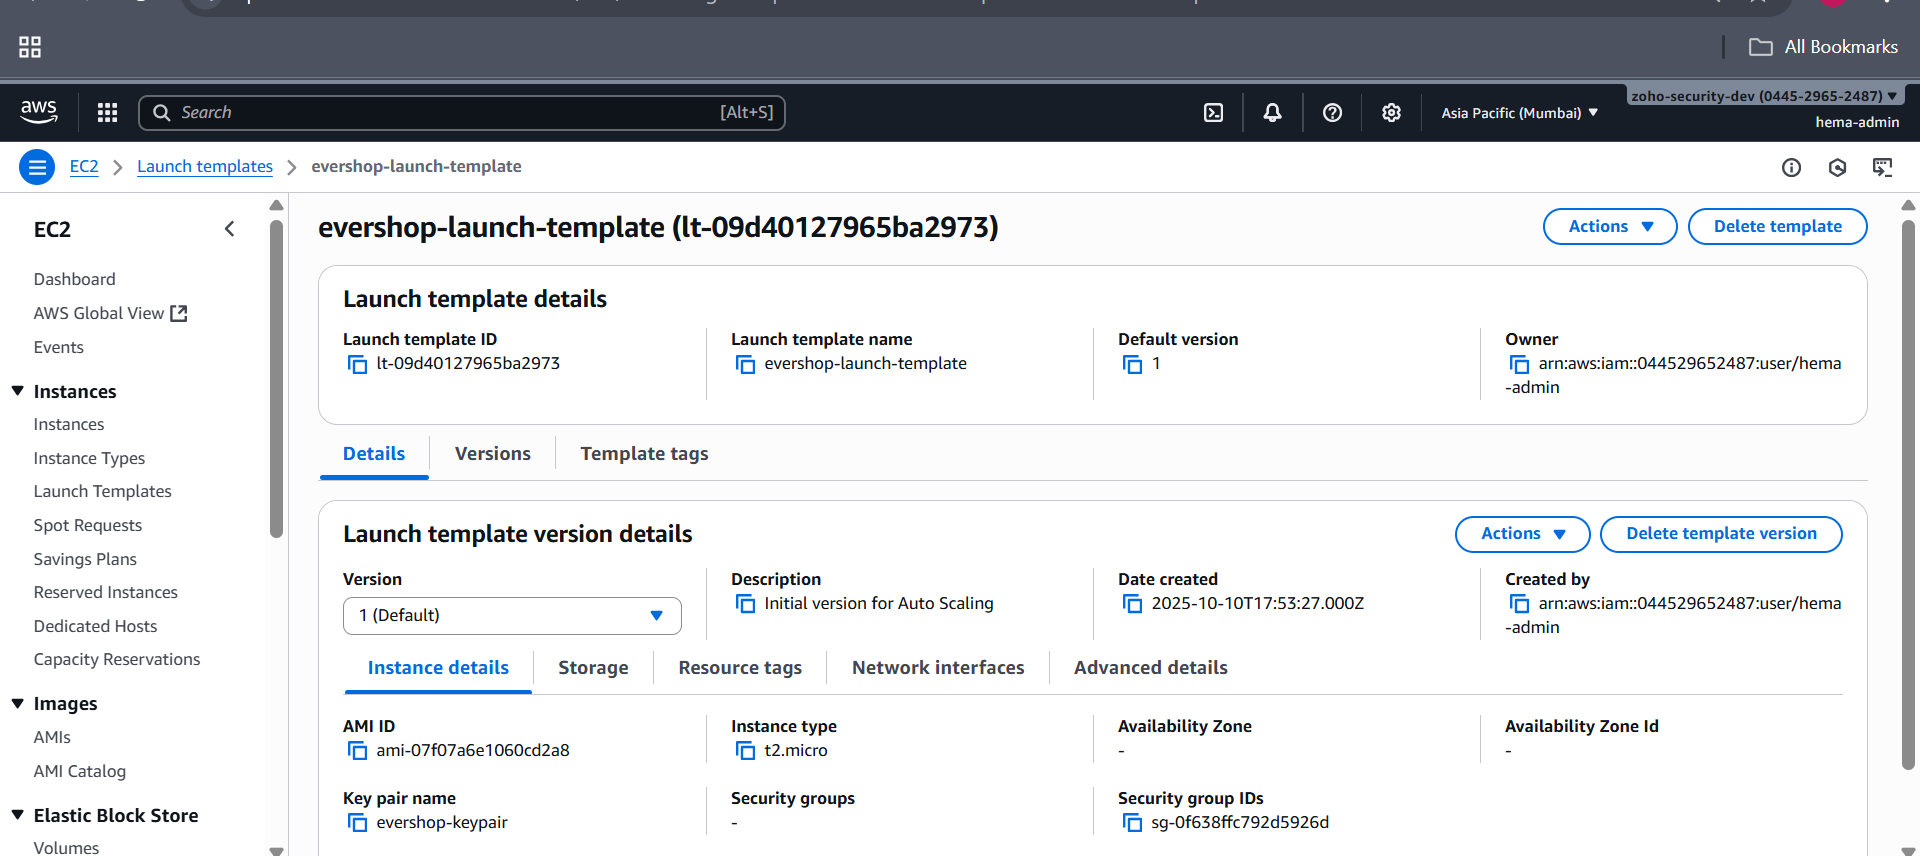 All Bookmarks
aws
Search
[Alt+S]
Asia Pacific (Mumbai)
zoho-security-dev (0445-2965-2487)
hema-admin
EC2
Launch templates
evershop-launch-template
EC2
Dashboard
AWS Global View
Events
Instances
Instances
Instance Types
Launch Templates
Spot Requests
Savings Plans
Reserved Instances
Dedicated Hosts
Capacity Reservations
Images
AMIs
AMI Catalog
Elastic Block Store
Volumes
evershop-launch-template (lt-09d40127965ba2973)
Actions
Delete template
Launch template details
Launch template ID
lt-09d40127965ba2973
Launch template name
evershop-launch-template
Default version
1
Owner
arn:aws:iam::044529652487:user/hema
-admin
Details
Versions
Template tags
Launch template version details
Actions
Delete template version
Version
1 (Default)
Description
Initial version for Auto Scaling
Date created
2025-10-10T17:53:27.000Z
Created by
arn:aws:iam::044529652487:user/hema
-admin
Instance details
Storage
Resource tags
Network interfaces
Advanced details
AMI ID
ami-07f07a6e1060cd2a8
Instance type
t2.micro
Availability Zone
-
Availability Zone Id
-
Key pair name
evershop-keypair
Security groups
-
Security group IDs
sg-0f638ffc792d5926d